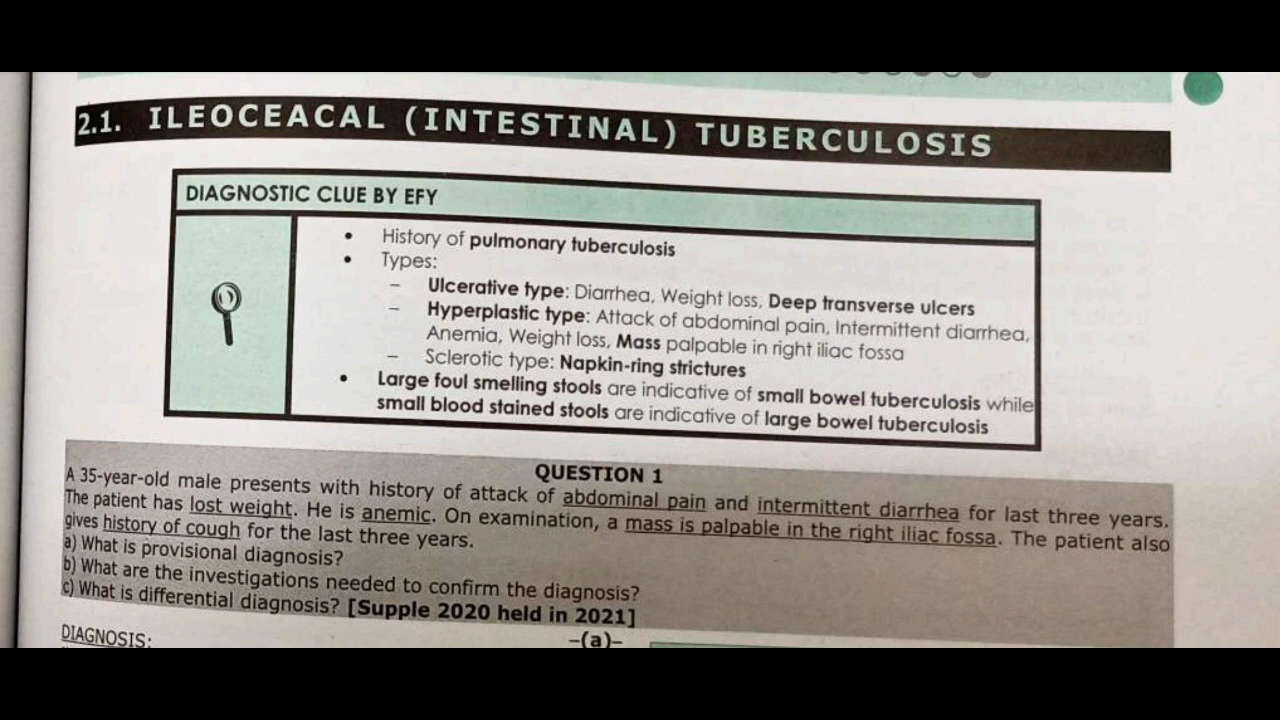 2.1. ILEOCEACAL (INTESTINAL) TUBERCULOSIS
DIAGNOSTIC CLUE BY EFY
• History of pulmonary tuberculosis
• Types:
– Ulcerative type: Diarrhea, Weight loss, Deep transverse ulcers
– Hyperplastic type: Attack of abdominal pain, Intermittent diarrhea,
Anemia, Weight loss, Mass palpable in right iliac fossa
– Sclerotic type: Napkin-ring strictures
• Large foul smelling stools are indicative of small bowel tuberculosis while
small blood stained stools are indicative of large bowel tuberculosis
QUESTION 1
A 35-year-old male presents with history of attack of abdominal pain and intermittent diarrhea for last three years.
The patient has lost weight. He is anemic. On examination, a mass is palpable in the right iliac fossa. The patient also
gives history of cough for the last three years.
a) What is provisional diagnosis?
b) What are the investigations needed to confirm the diagnosis?
c) What is differential diagnosis? [Supple 2020 held in 2021]
–(a)–
DIAGNOSIS: